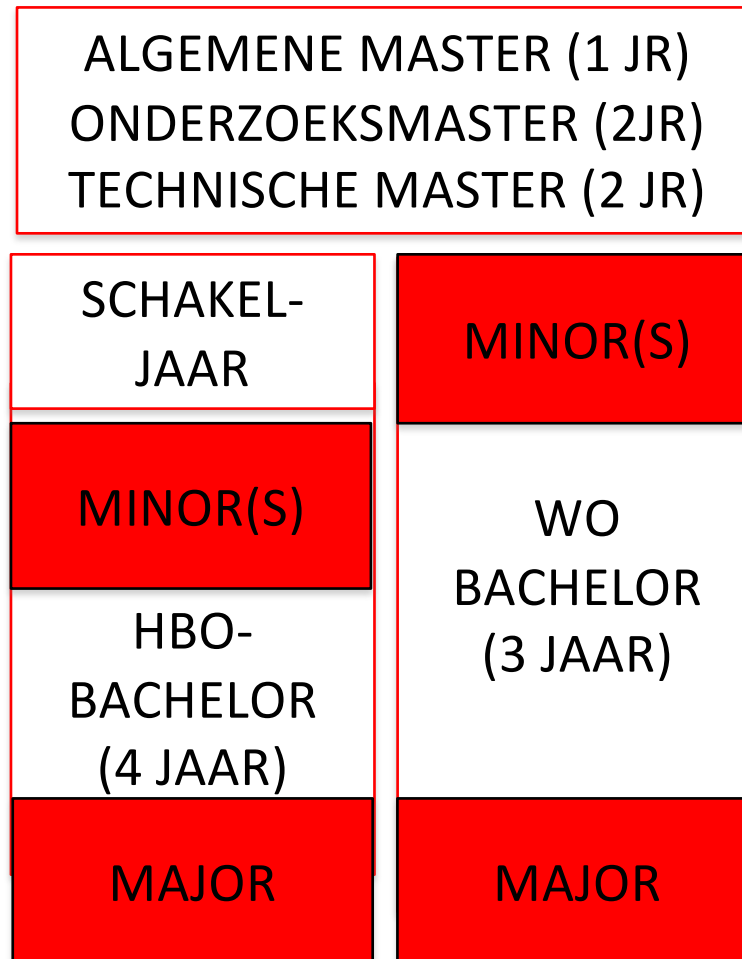 ALGEMENE MASTER (1 JR)
ONDERZOEKSMASTER (2JR)
TECHNISCHE MASTER (2 JR)
SCHAKEL-
JAAR
MINOR(S)
HBO-
BACHELOR
(4 JAAR)
MAJOR
MINOR(S)
WO
BACHELOR
(3 JAAR)
MAJOR